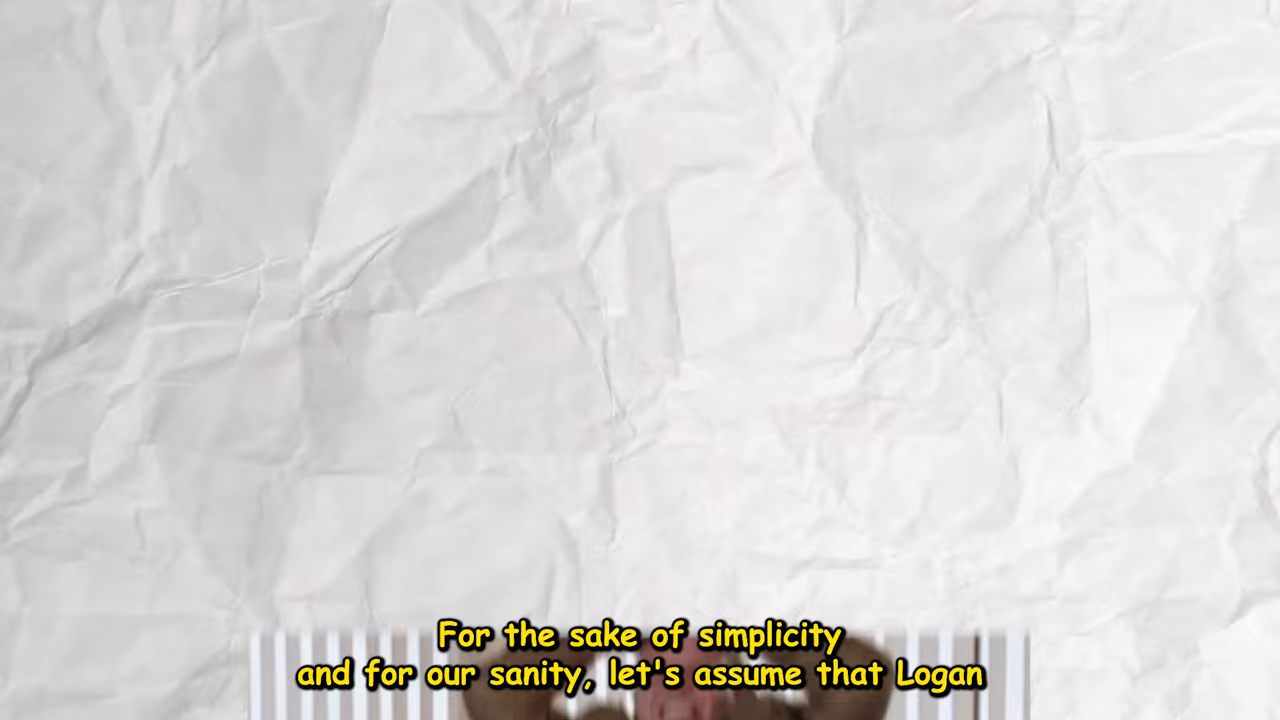 For the sake of simplicity
and for our sanity, let's assume that Logan